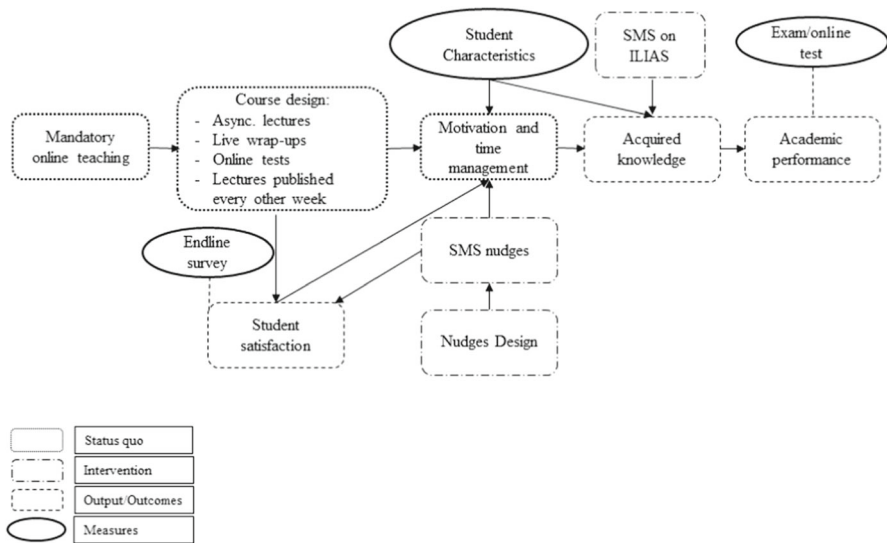 Student
Characteristics
SMS on
ILIAS
Exam/online
test
Mandatory
online teaching
Course design:
- Async. lectures
- Live wrap-ups
- Online tests
- Lectures published
every other week
Motivation and
time
management
Acquired
knowledge
Academic
performance
Endline
survey
SMS nudges
Student
satisfaction
Nudges Design
Status quo
Intervention
Output/Outcomes
Measures